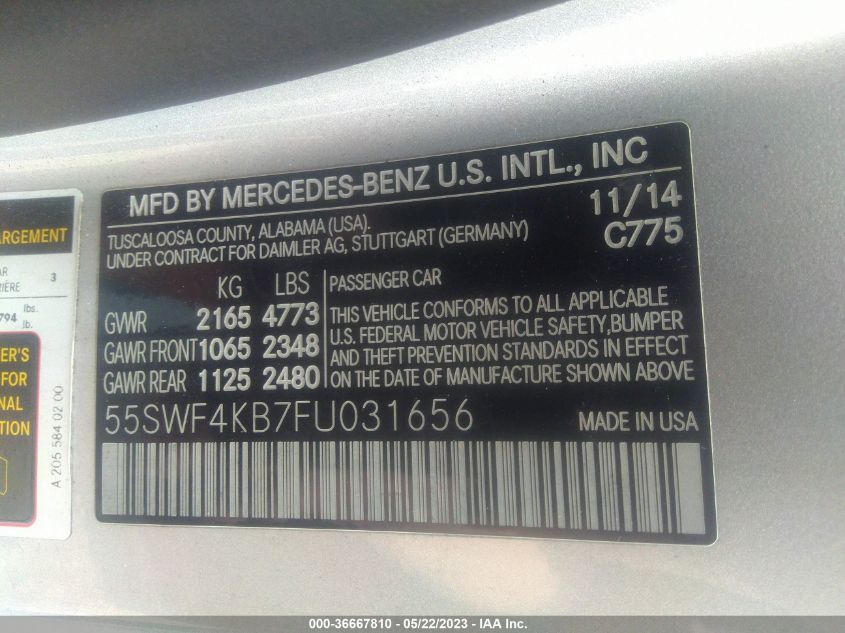 MFD BY MERCEDES-BENZ U.S. INTL., INC
TUSCALOOSA COUNTY, ALABAMA (USA). 11/14
UNDER CONTRACT FOR DAIMLER AG, STUTTGART (GERMANY) C775
KG LBS PASSENGER CAR
GVWR 2165 4773
GAWR FRONT 1065 2348
GAWR REAR 1125 2480
THIS VEHICLE CONFORMS TO ALL APPLICABLE
U.S. FEDERAL MOTOR VEHICLE SAFETY,BUMPER
AND THEFT PREVENTION STANDARDS IN EFFECT
ON THE DATE OF MANUFACTURE SHOWN ABOVE
55SWF4KB7FU031656 MADE IN USA
ARGEMENT
AR 3
IÈRE
794 lbs.
lb.
ER'S
FOR
NAL
TION
A 205 584 02 00
000-36667810 - 05/22/2023 - IAA Inc.